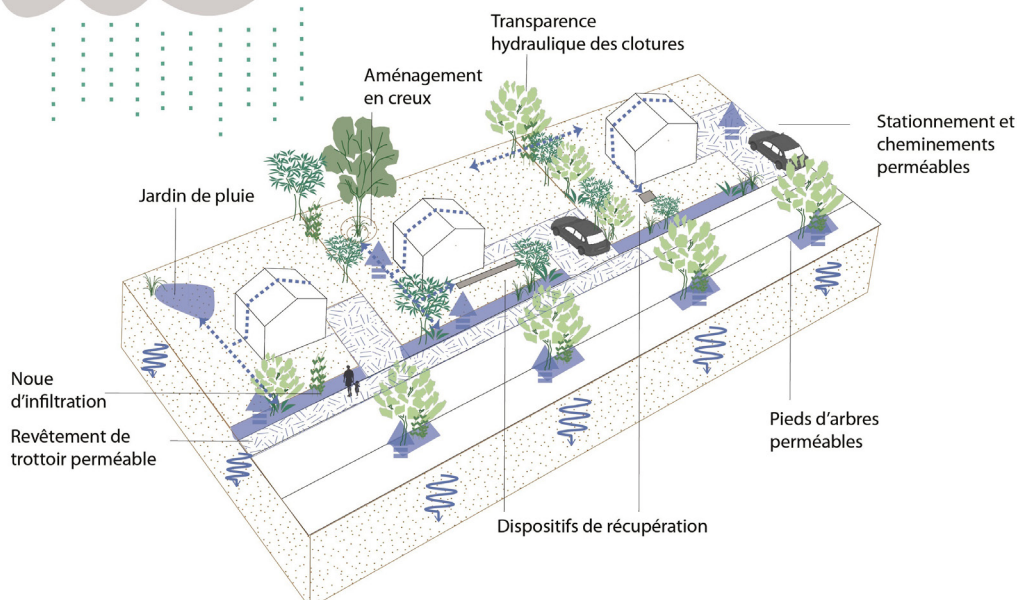 Transparence
hydraulique des clotures
Aménagement
en creux
Stationnement et
cheminements
perméables
Jardin de pluie
Noue
d'infiltration
Revêtement de
trottoir perméable
Pieds d'arbres
perméables
Dispositifs de récupération